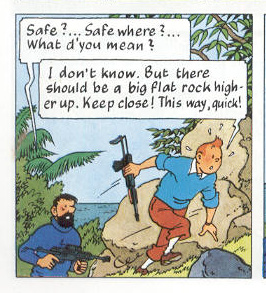 Safe?... Safe where?...
What d'you mean?
I don't know. But there
should be a big flat rock high-
er up. Keep close! This way, quick!